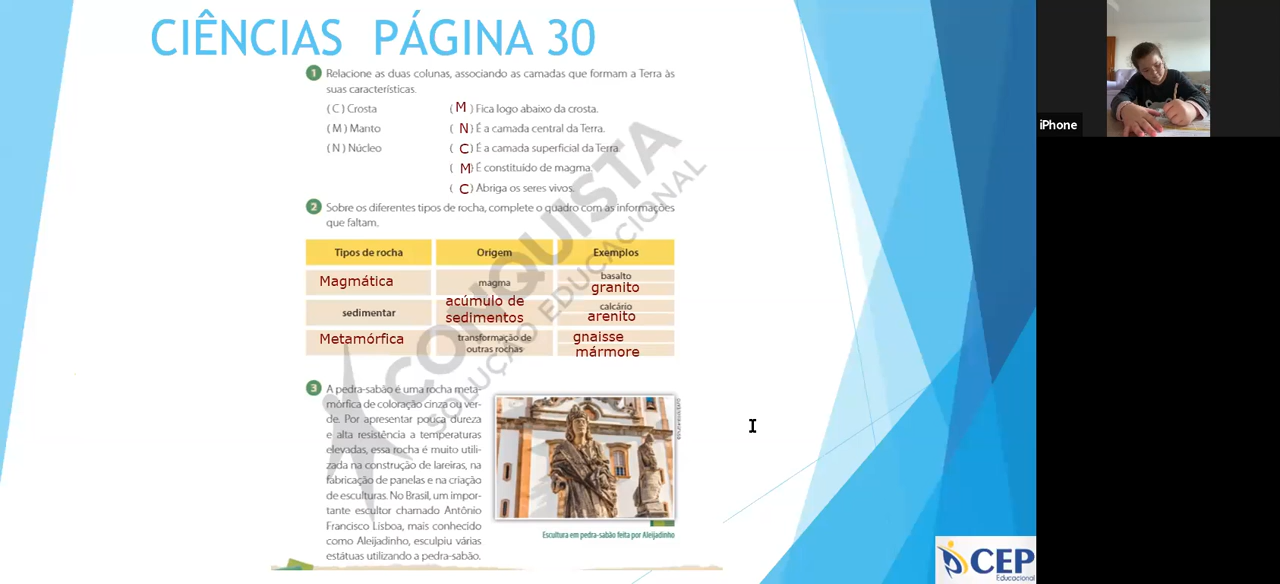 CIÊNCIAS PÁGINA 30
1 Relacione as duas colunas, associando as camadas que formam a Terra às
suas características.
( C ) Crosta
( M ) Manto
( N ) Núcleo
( M ) Fica logo abaixo da crosta.
( N ) É a camada central da Terra.
( C ) É a camada superficial da Terra.
( M ) É constituído de magma.
( C ) Abriga os seres vivos.
2 Sobre os diferentes tipos de rocha, complete o quadro com as informações
que faltam.
Tipos de rocha Origem Exemplos
Magmática magma basalto
granito
sedimentar acúmulo de
sedimentos calcário
arenito
Metamórfica transformação de
outras rochas gnaisse
mármore
3 A pedra-sabão é uma rocha meta-
mórfica de coloração cinza ou ver-
de. Por apresentar pouca dureza
e alta resistência a temperaturas
elevadas, essa rocha é muito utili-
zada na construção de lareiras, na
fabricação de panelas e na criação
de esculturas. No Brasil, um impor-
tante escultor chamado Antônio
Francisco Lisboa, mais conhecido
como Aleijadinho, esculpiu várias
estátuas utilizando a pedra-sabão.
Escultura em pedra-sabão feita por Aleijadinho
CONQUISTA
SOLUÇÃO EDUCACIONAL
iPhone
CEP
Educacional